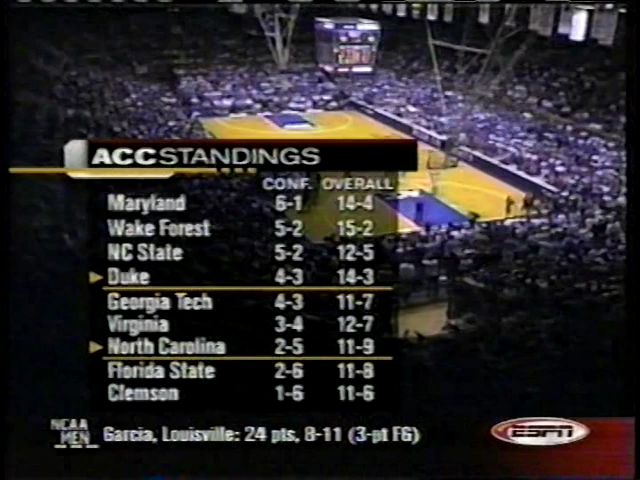 ACCSTANDINGS
CONF. OVERALL
Maryland 6-1 14-4
Wake Forest 5-2 15-2
NC State 5-2 12-5
Duke 4-3 14-3
Georgia Tech 4-3 11-7
Virginia 3-4 12-7
North Carolina 2-5 11-9
Florida State 2-6 11-8
Clemson 1-6 11-6
NCAA
MEN
Garcia, Louisville: 24 pts, 8-11 (3-pt FG)
ESPN